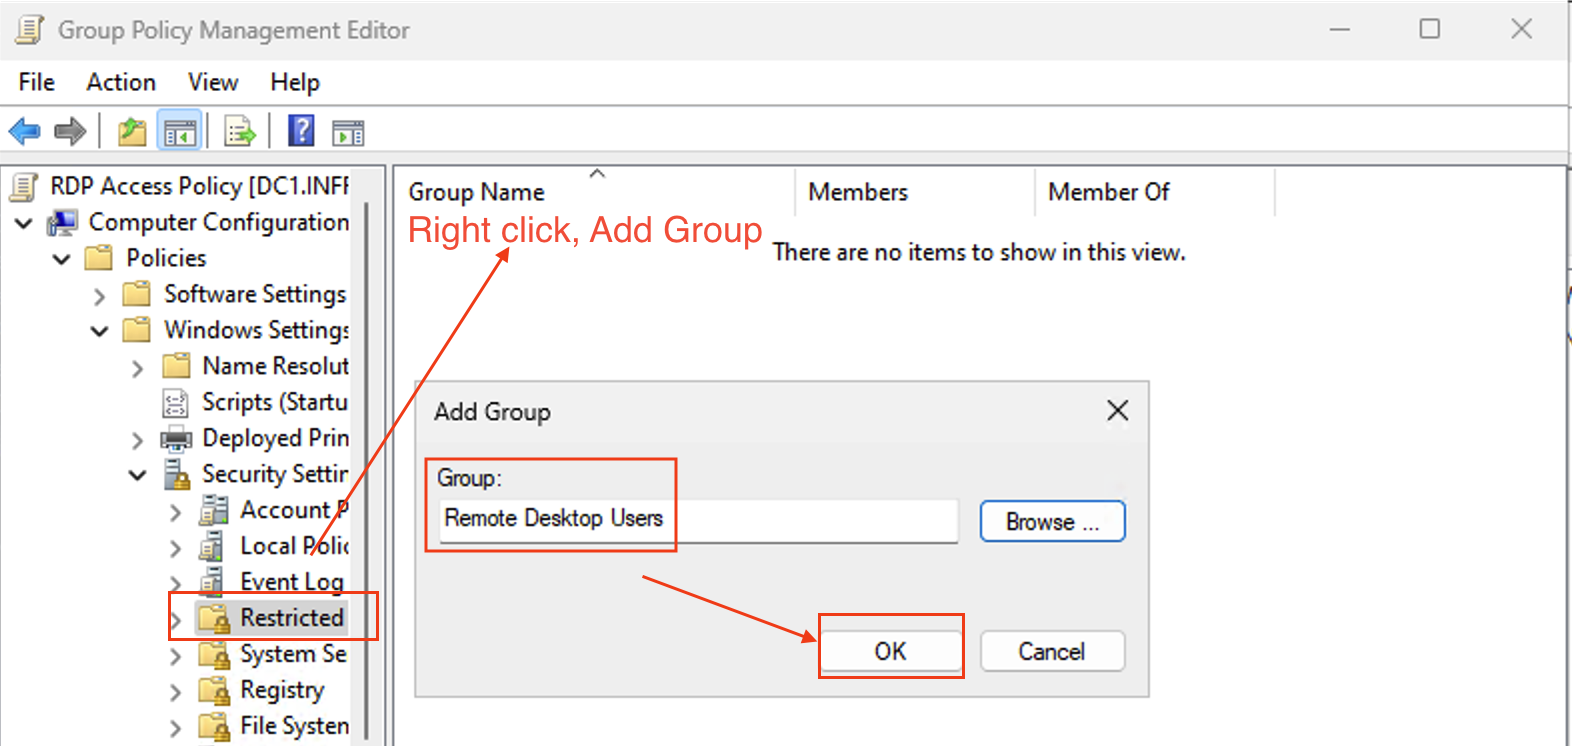 Group Policy Management Editor
File Action View Help
RDP Access Policy [DC1.INFR
Computer Configuration
Policies
Software Settings
Windows Settings
Name Resolut
Scripts (Startu
Deployed Prin
Security Settin
Account P
Local Polic
Event Log
Restricted
System Se
Registry
File System
Group Name Members Member Of
Right click, Add Group
There are no items to show in this view.
Add Group
Group:
Remote Desktop Users
Browse ...
OK Cancel